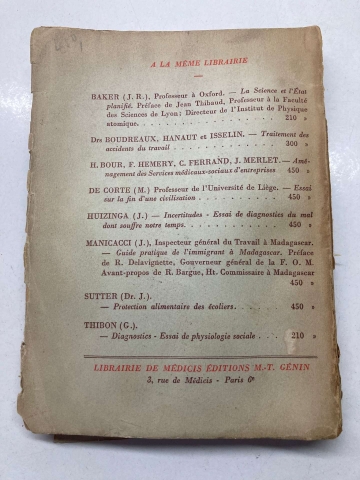 A LA MÊME LIBRAIRIE
BAKER (J. R.), Professeur à Oxford. — La Science et l'État
planifié. Préface de Jean Thibaud, Professeur à la Faculté
des Sciences de Lyon; Directeur de l'Institut de Physique
atomique. . . . . . . . . . . . . . . . . . 210 »
Drs BOUDREAUX, HANAUT et ISSELIN. — Traitement des
accidents du travail . . . . . . . . . . . . . . 300 »
H. BOUR, F. HEMERY, C. FERRAND, J. MERLET. — Amé-
nagement des Services médicaux-sociaux d'entreprises 450 »
DE CORTE (M.) Professeur de l'Université de Liège. — Essai
sur la fin d'une civilisation . . . . . . . . . . 450 »
HUIZINGA (J.) — Incertitudes - Essai de diagnostics du mal
dont souffre notre temps. . . . . . . . . . . . 450 »
MANICACCI (J.), Inspecteur général du Travail à Madagascar.
— Guide pratique de l'immigrant à Madagascar. Préface
de R. Delavignette, Gouverneur général de la F. O. M.
Avant-propos de R. Bargue, Ht. Commissaire à Madagascar
450 »
SUTTER (Dr. J.).
— Protection alimentaire des écoliers. . . . . . . 450 »
THIBON (G.).
— Diagnostics - Essai de physiologie sociale . . . . 210 »
LIBRAIRIE DE MÉDICIS ÉDITIONS M.-T. GÉNIN
3, rue de Médicis - Paris 6e